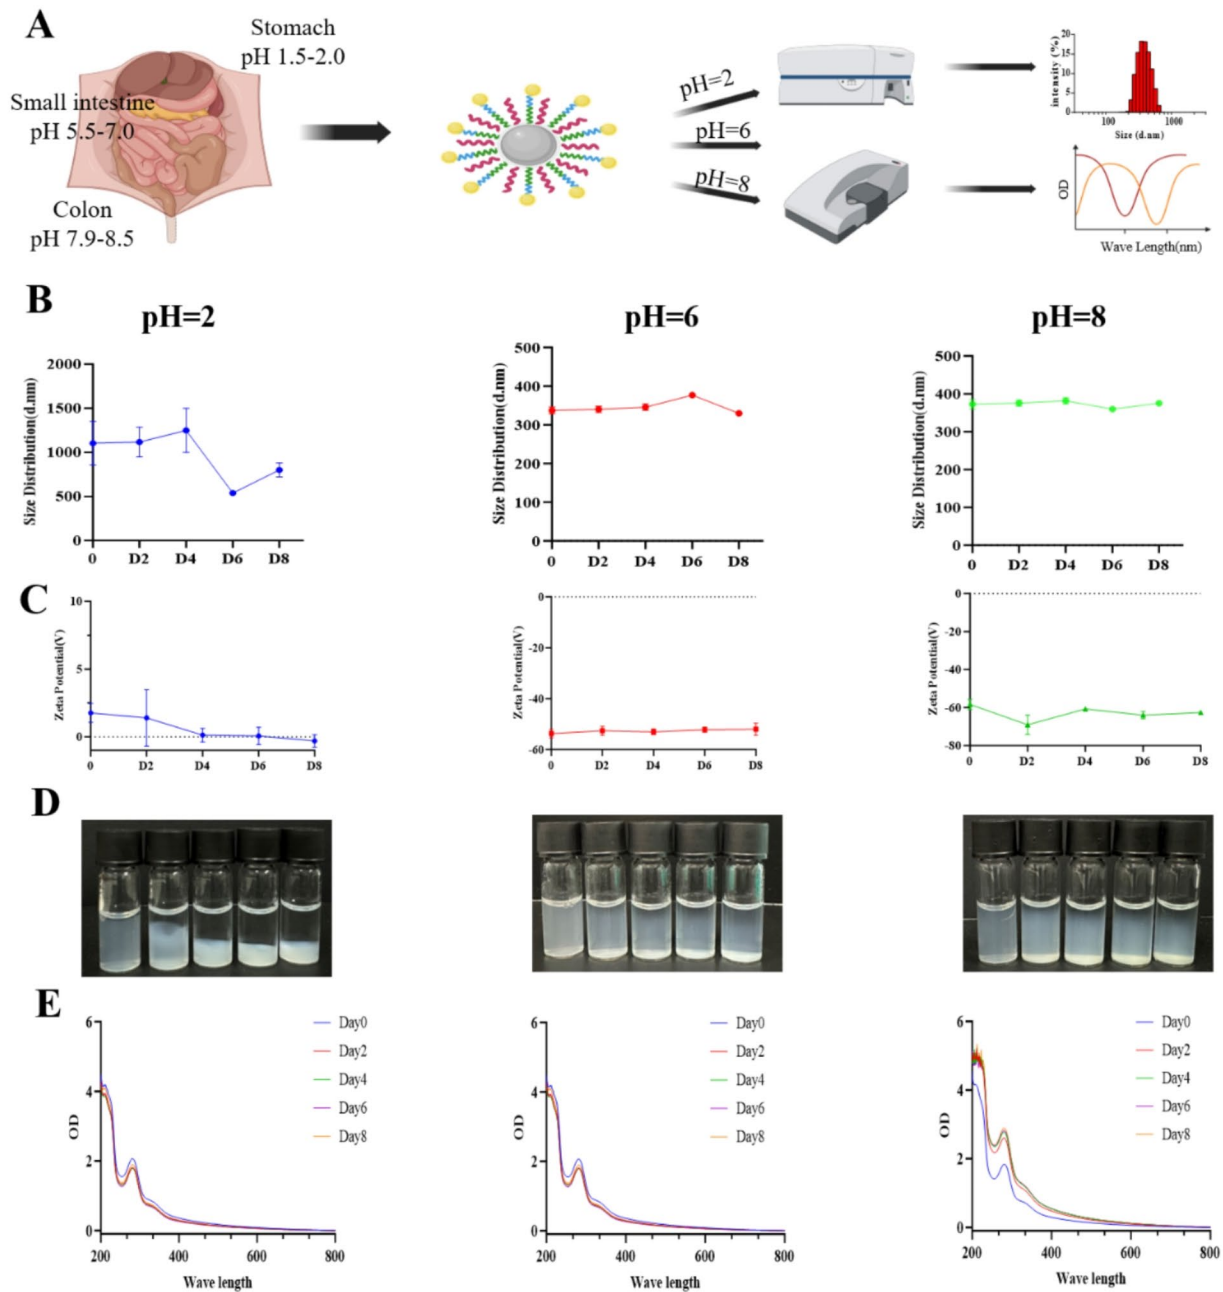 A
Stomach
pH 1.5-2.0
Small intestine
pH 5.5-7.0
Colon
pH 7.9-8.5
pH=2
pH=6
pH=8
intensity (%)
20
15
10
5
0
100
1000
Size (d.nm)
OD
Wave Length(nm)
B
pH=2
pH=6
pH=8
Size Distribution(d.nm)
2000
1500
1000
500
0
0 D2 D4 D6 D8
Size Distribution(d.nm)
500
400
300
200
100
0
0 D2 D4 D6 D8
Size Distribution(d.nm)
500
400
300
200
100
0
0 D2 D4 D6 D8
C
Zeta Potential(V)
10
5
0
0 D2 D4 D6 D8
Zeta Potential(V)
0
-20
-40
-60
0 D2 D4 D6 D8
Zeta Potential(V)
0
-20
-40
-60
-80
0 D2 D4 D6 D8
D
E
OD
6
4
2
0
200 400 600 800
Wave length
Day0
Day2
Day4
Day6
Day8
OD
6
4
2
0
200 400 600 800
Wave length
Day0
Day2
Day4
Day6
Day8
OD
6
4
2
0
200 400 600 800
Wave length
Day0
Day2
Day4
Day6
Day8